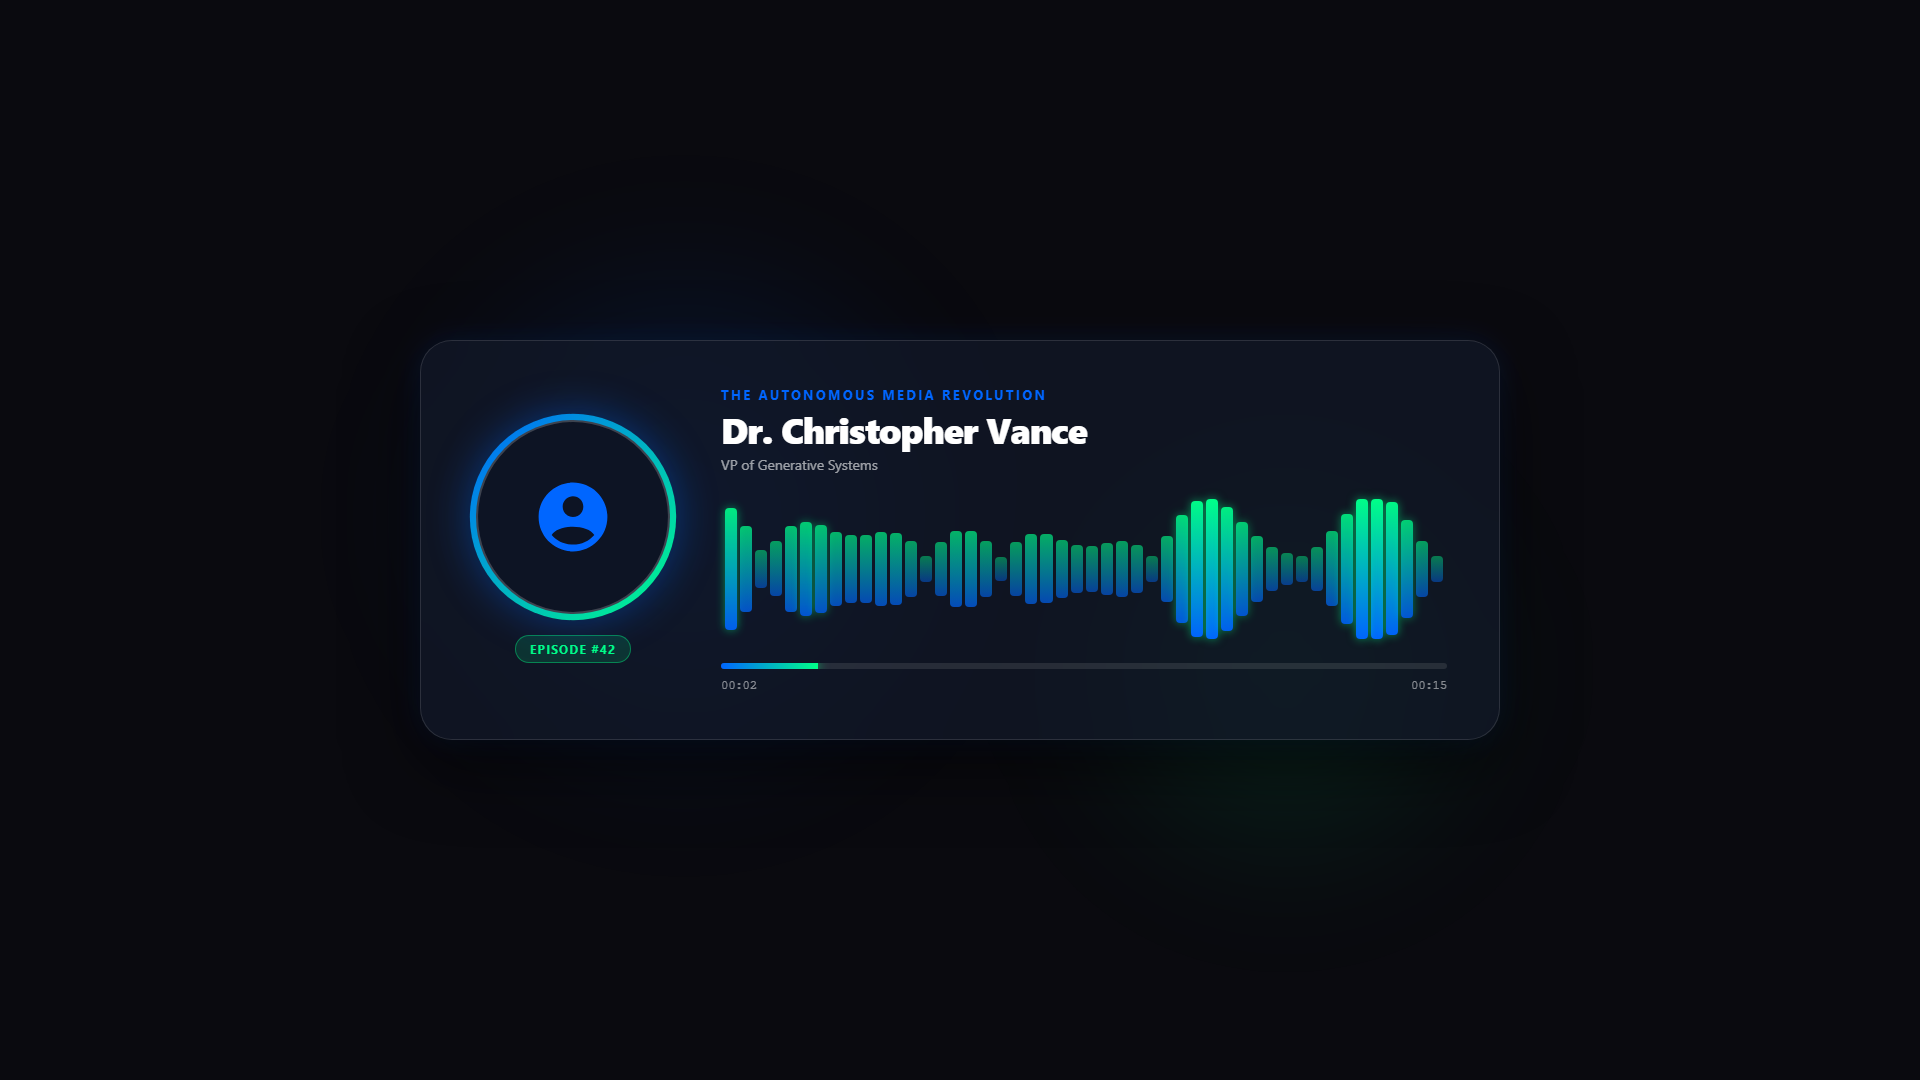 THE AUTONOMOUS MEDIA REVOLUTION
Dr. Christopher Vance
VP of Generative Systems
EPISODE #42
00:02
00:15